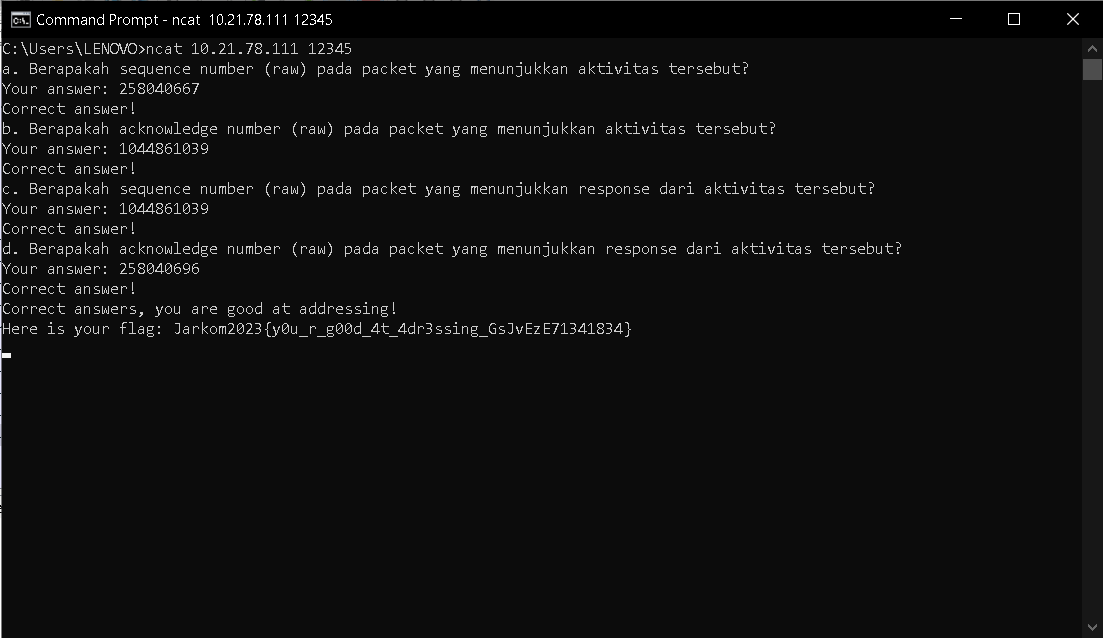 Command Prompt - ncat  10.21.78.111 12345
C:\Users\LENOVO>ncat 10.21.78.111 12345
a. Berapakah sequence number (raw) pada packet yang menunjukkan aktivitas tersebut?
Your answer: 258040667
Correct answer!
b. Berapakah acknowledge number (raw) pada packet yang menunjukkan aktivitas tersebut?
Your answer: 1044861039
Correct answer!
c. Berapakah sequence number (raw) pada packet yang menunjukkan response dari aktivitas tersebut?
Your answer: 1044861039
Correct answer!
d. Berapakah acknowledge number (raw) pada packet yang menunjukkan response dari aktivitas tersebut?
Your answer: 258040696
Correct answer!
Correct answers, you are good at addressing!
Here is your flag: Jarkom2023{y0u_r_g00d_4t_4dr3ssing_GsJvEzE71341834}